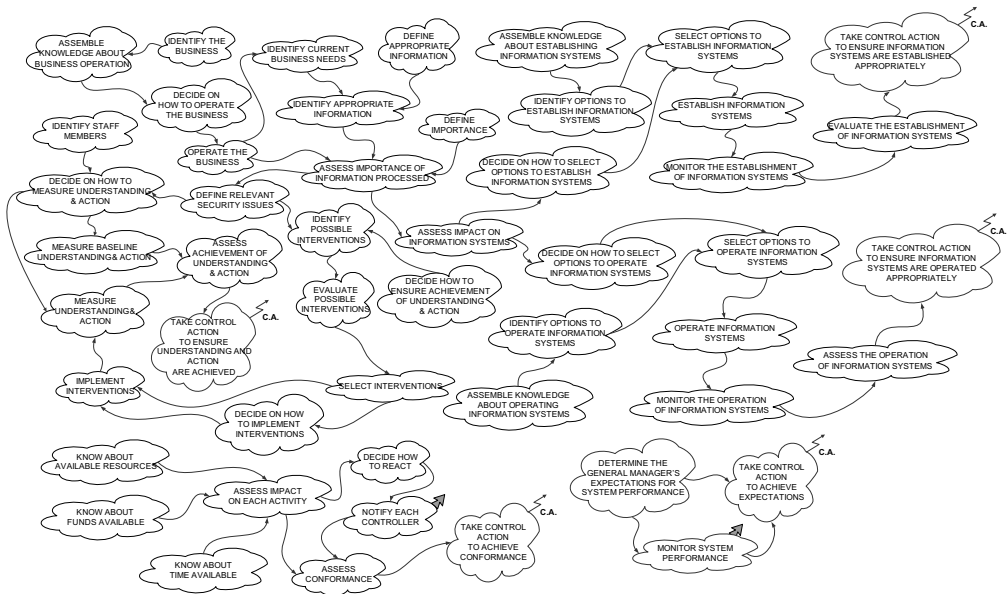 ASSEMBLE
KNOWLEDGE ABOUT
BUSINESS OPERATION
IDENTIFY THE
BUSINESS
DECIDE ON
HOW TO OPERATE
THE BUSINESS
IDENTIFY CURRENT
BUSINESS NEEDS
DEFINE
APPROPRIATE
INFORMATION
IDENTIFY APPROPRIATE
INFORMATION
DEFINE
IMPORTANCE
OPERATE THE
BUSINESS
ASSESS IMPORTANCE OF
INFORMATION PROCESSED
IDENTIFY STAFF
MEMBERS
DECIDE ON HOW TO
MEASURE UNDERSTANDING
& ACTION
DEFINE RELEVANT
SECURITY ISSUES
MEASURE BASELINE
UNDERSTANDING& ACTION
ASSESS
ACHIEVEMENT OF
UNDERSTANDING
& ACTION
MEASURE
UNDERSTANDING&
ACTION
C.A.
TAKE CONTROL
ACTION
TO ENSURE
UNDERSTANDING AND
ACTION
ARE ACHIEVED
IDENTIFY
POSSIBLE
INTERVENTIONS
EVALUATE
POSSIBLE
INTERVENTIONS
DECIDE HOW TO
ENSURE ACHIEVEMENT
OF UNDERSTANDING
& ACTION
SELECT INTERVENTIONS
IMPLEMENT
INTERVENTIONS
DECIDE ON HOW
TO IMPLEMENT
INTERVENTIONS
ASSEMBLE KNOWLEDGE
ABOUT ESTABLISHING
INFORMATION SYSTEMS
SELECT OPTIONS TO
ESTABLISH INFORMATION
SYSTEMS
IDENTIFY OPTIONS TO
ESTABLISH INFORMATION
SYSTEMS
ESTABLISH INFORMATION
SYSTEMS
DECIDE ON HOW TO SELECT
OPTIONS TO ESTABLISH
INFORMATION SYSTEMS
MONITOR THE ESTABLISHMENT
OF INFORMATION SYSTEMS
EVALUATE THE ESTABLISHMENT
OF INFORMATION SYSTEMS
C.A.
TAKE CONTROL ACTION
TO ENSURE INFORMATION
SYSTEMS ARE ESTABLISHED
APPROPRIATELY
ASSESS IMPACT ON
INFORMATION SYSTEMS
DECIDE ON HOW TO SELECT
OPTIONS TO OPERATE
INFORMATION SYSTEMS
SELECT OPTIONS TO
OPERATE INFORMATION
SYSTEMS
IDENTIFY OPTIONS TO
OPERATE INFORMATION
SYSTEMS
OPERATE INFORMATION
SYSTEMS
ASSEMBLE KNOWLEDGE
ABOUT OPERATING
INFORMATION SYSTEMS
MONITOR THE OPERATION
OF INFORMATION SYSTEMS
ASSESS THE OPERATION
OF INFORMATION SYSTEMS
C.A.
TAKE CONTROL ACTION
TO ENSURE INFORMATION
SYSTEMS ARE OPERATED
APPROPRIATELY
KNOW ABOUT
AVAILABLE RESOURCES
KNOW ABOUT
FUNDS AVAILABLE
KNOW ABOUT
TIME AVAILABLE
ASSESS IMPACT
ON EACH ACTIVITY
DECIDE HOW
TO REACT
NOTIFY EACH
CONTROLLER
ASSESS
CONFORMANCE
C.A.
TAKE CONTROL
ACTION
TO ACHIEVE
CONFORMANCE
DETERMINE THE
GENERAL MANAGER'S
EXPECTATIONS FOR
SYSTEM PERFORMANCE
MONITOR SYSTEM
PERFORMANCE
C.A.
TAKE CONTROL
ACTION
TO ACHIEVE
EXPECTATIONS